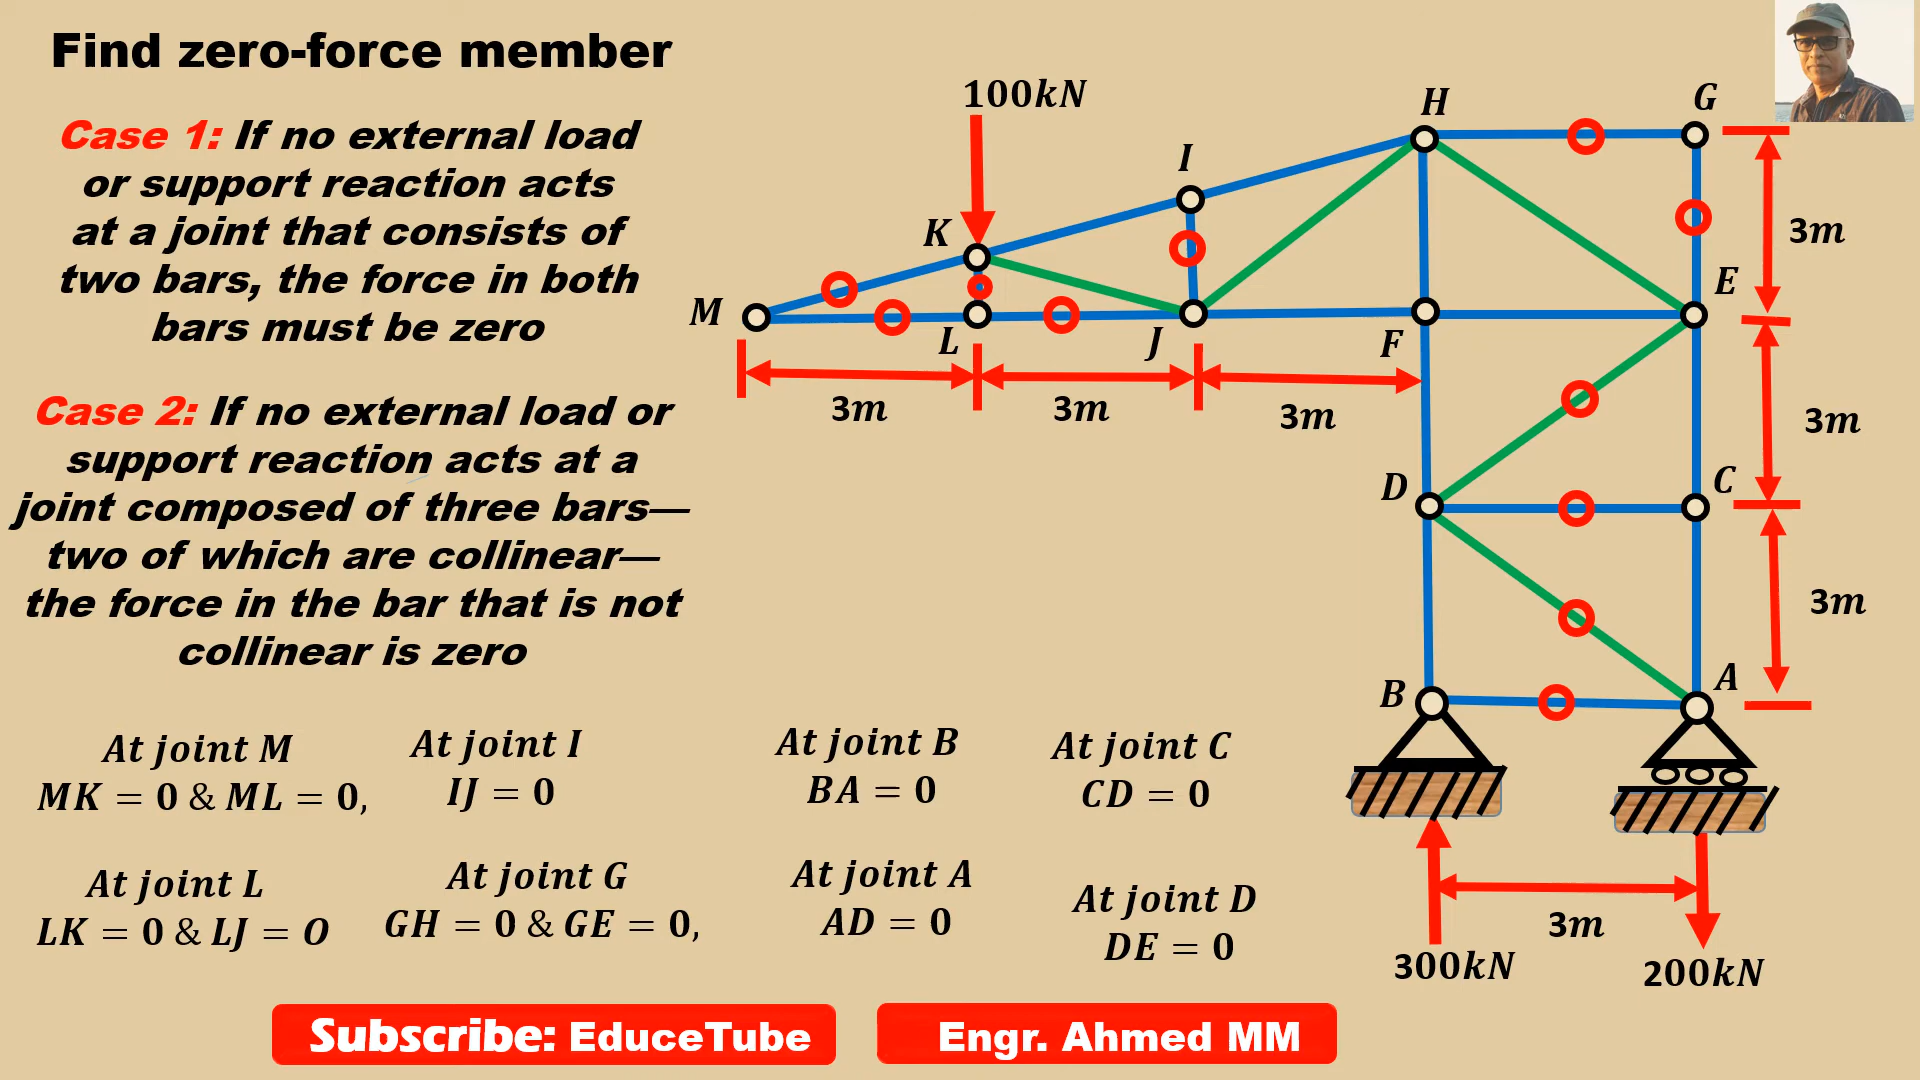 Find zero-force member
Case 1: If no external load
or support reaction acts
at a joint that consists of
two bars, the force in both
bars must be zero
Case 2: If no external load or
support reaction acts at a
joint composed of three bars—
two of which are collinear—
the force in the bar that is not
collinear is zero
100kN
H
G
I
K
3m
E
M
L
J
F
3m
3m
3m
3m
D
C
3m
B
A
At joint M
MK = 0 & ML = 0,
At joint I
IJ = 0
At joint B
BA = 0
At joint C
CD = 0
At joint L
LK = 0 & LJ = O
At joint G
GH = 0 & GE = 0,
At joint A
AD = 0
At joint D
DE = 0
3m
300kN
200kN
Subscribe: EduceTube
Engr. Ahmed MM